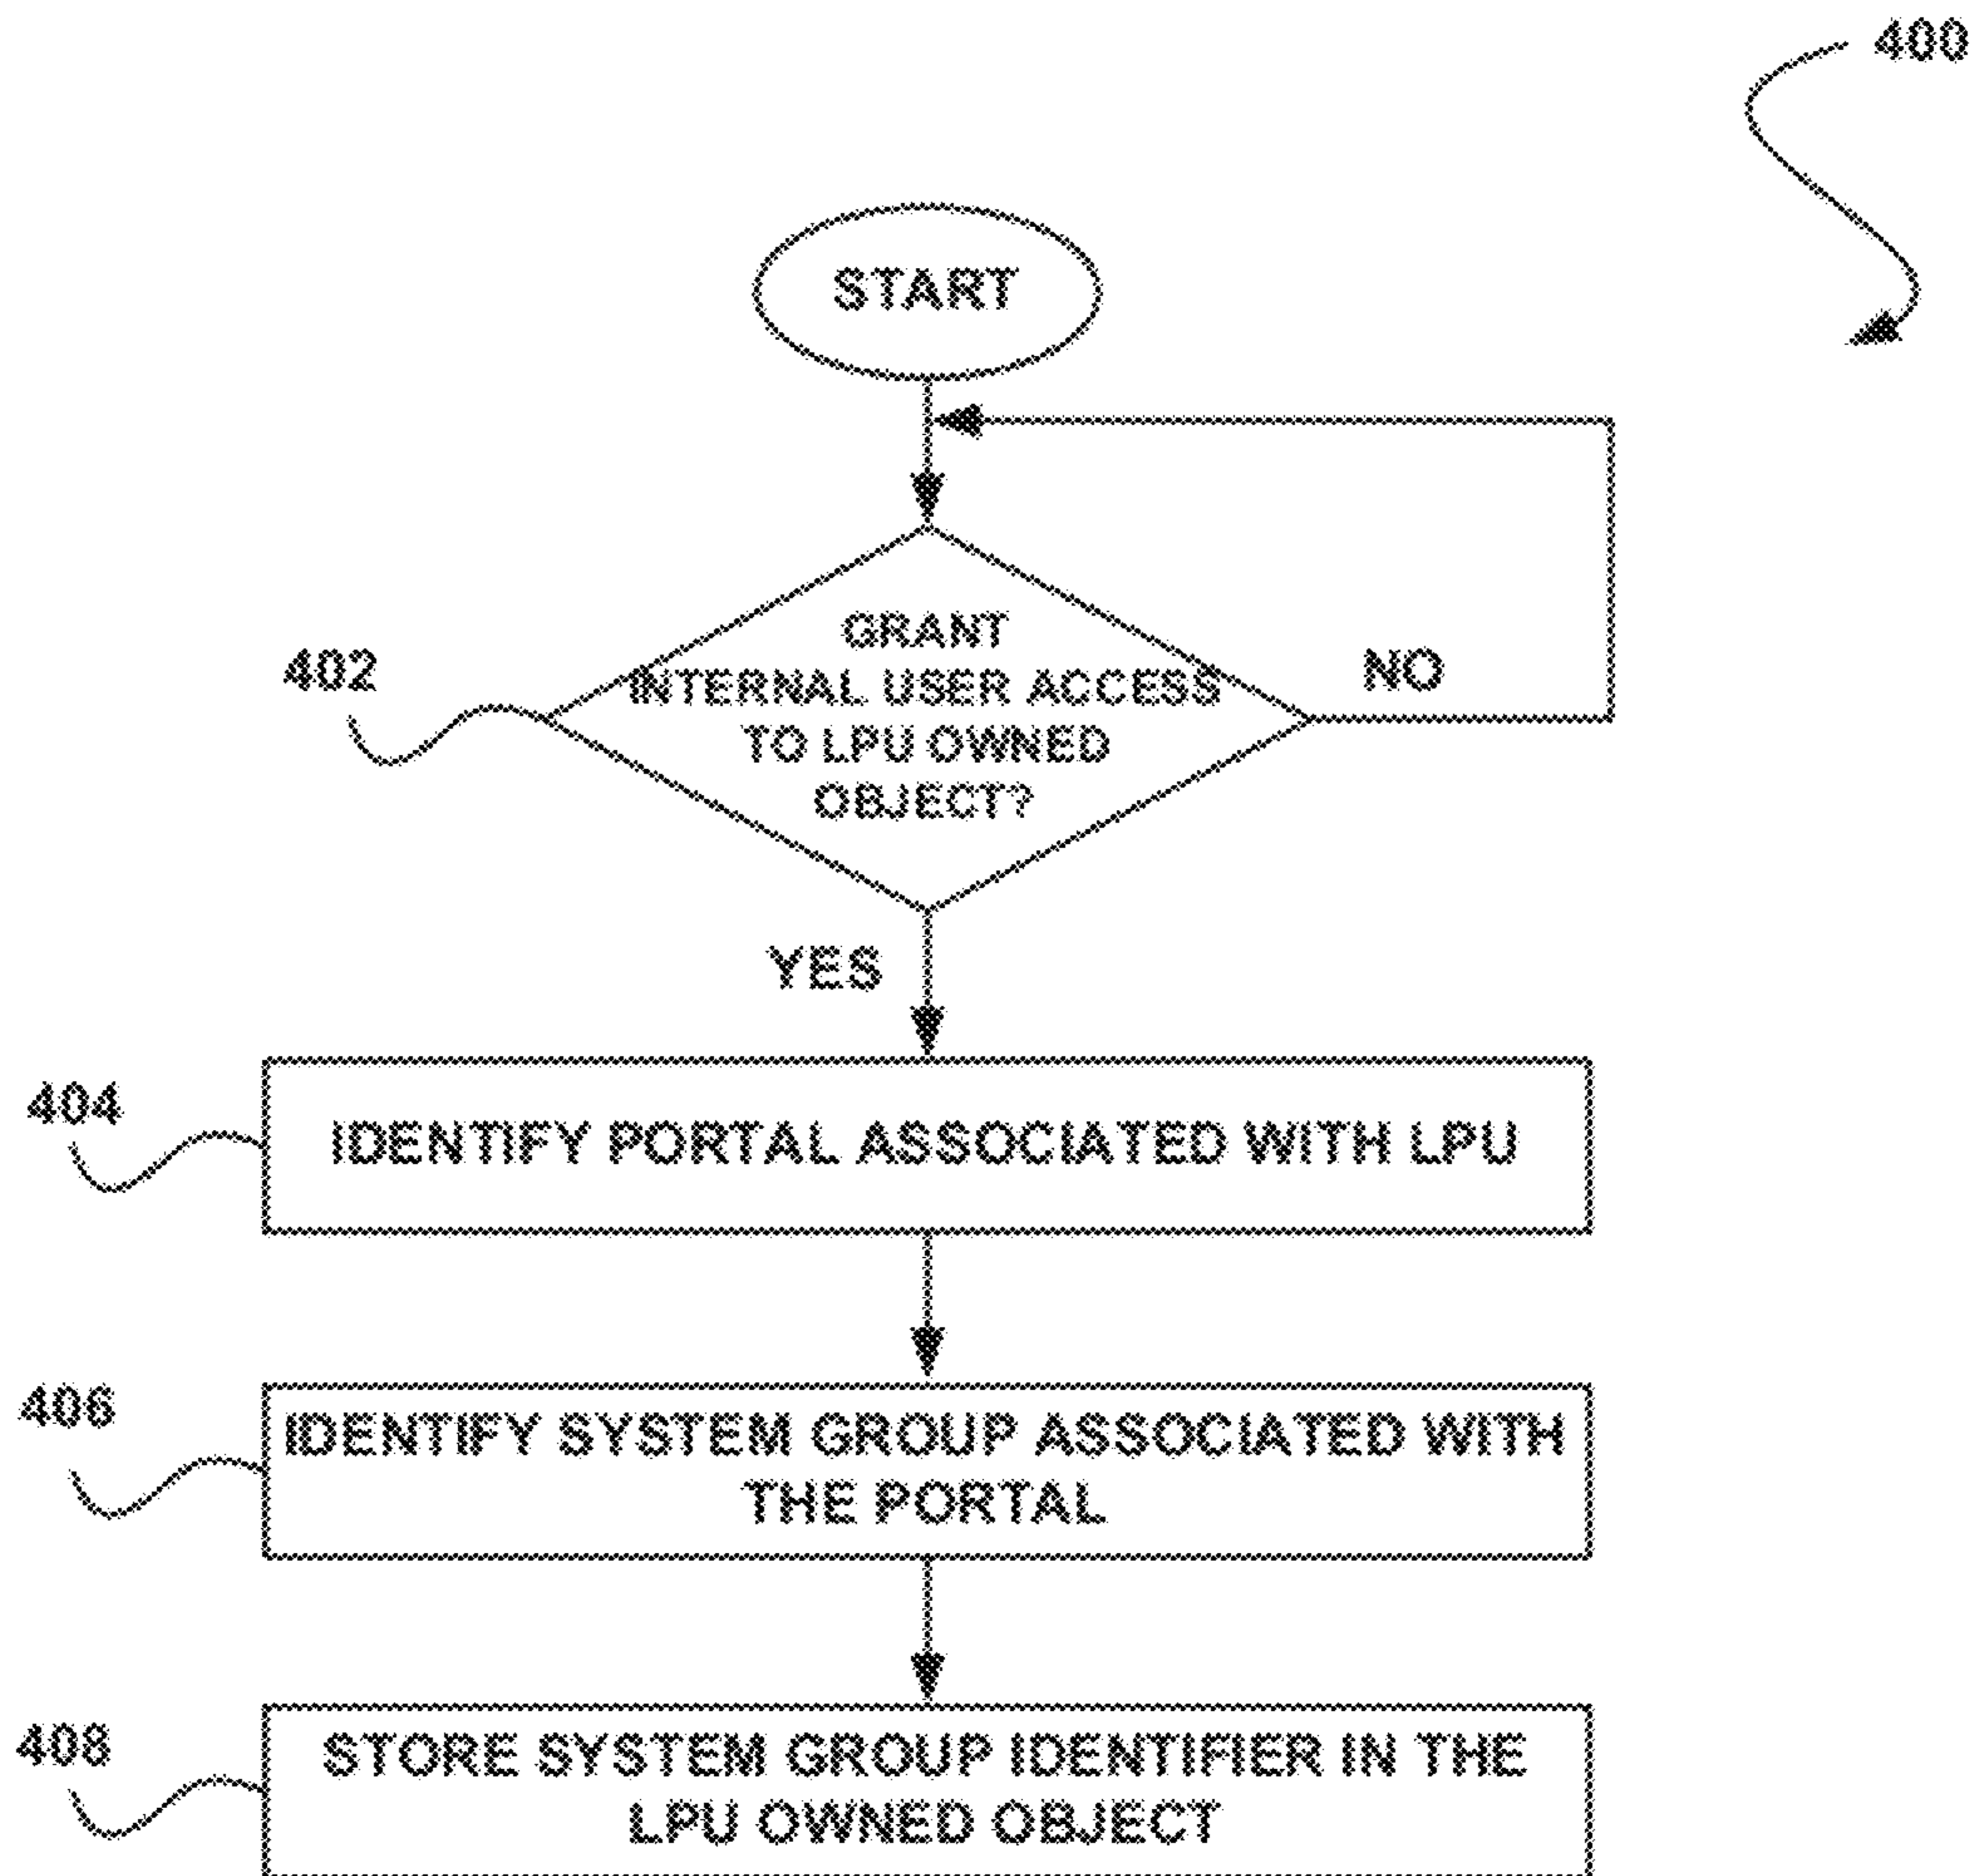 400
START
GRANT
INTERNAL USER ACCESS
TO LPU OWNED
OBJECT?
402
NO
YES
404
IDENTIFY PORTAL ASSOCIATED WITH LPU
406
IDENTIFY SYSTEM GROUP ASSOCIATED WITH
THE PORTAL
408
STORE SYSTEM GROUP IDENTIFIER IN THE
LPU OWNED OBJECT